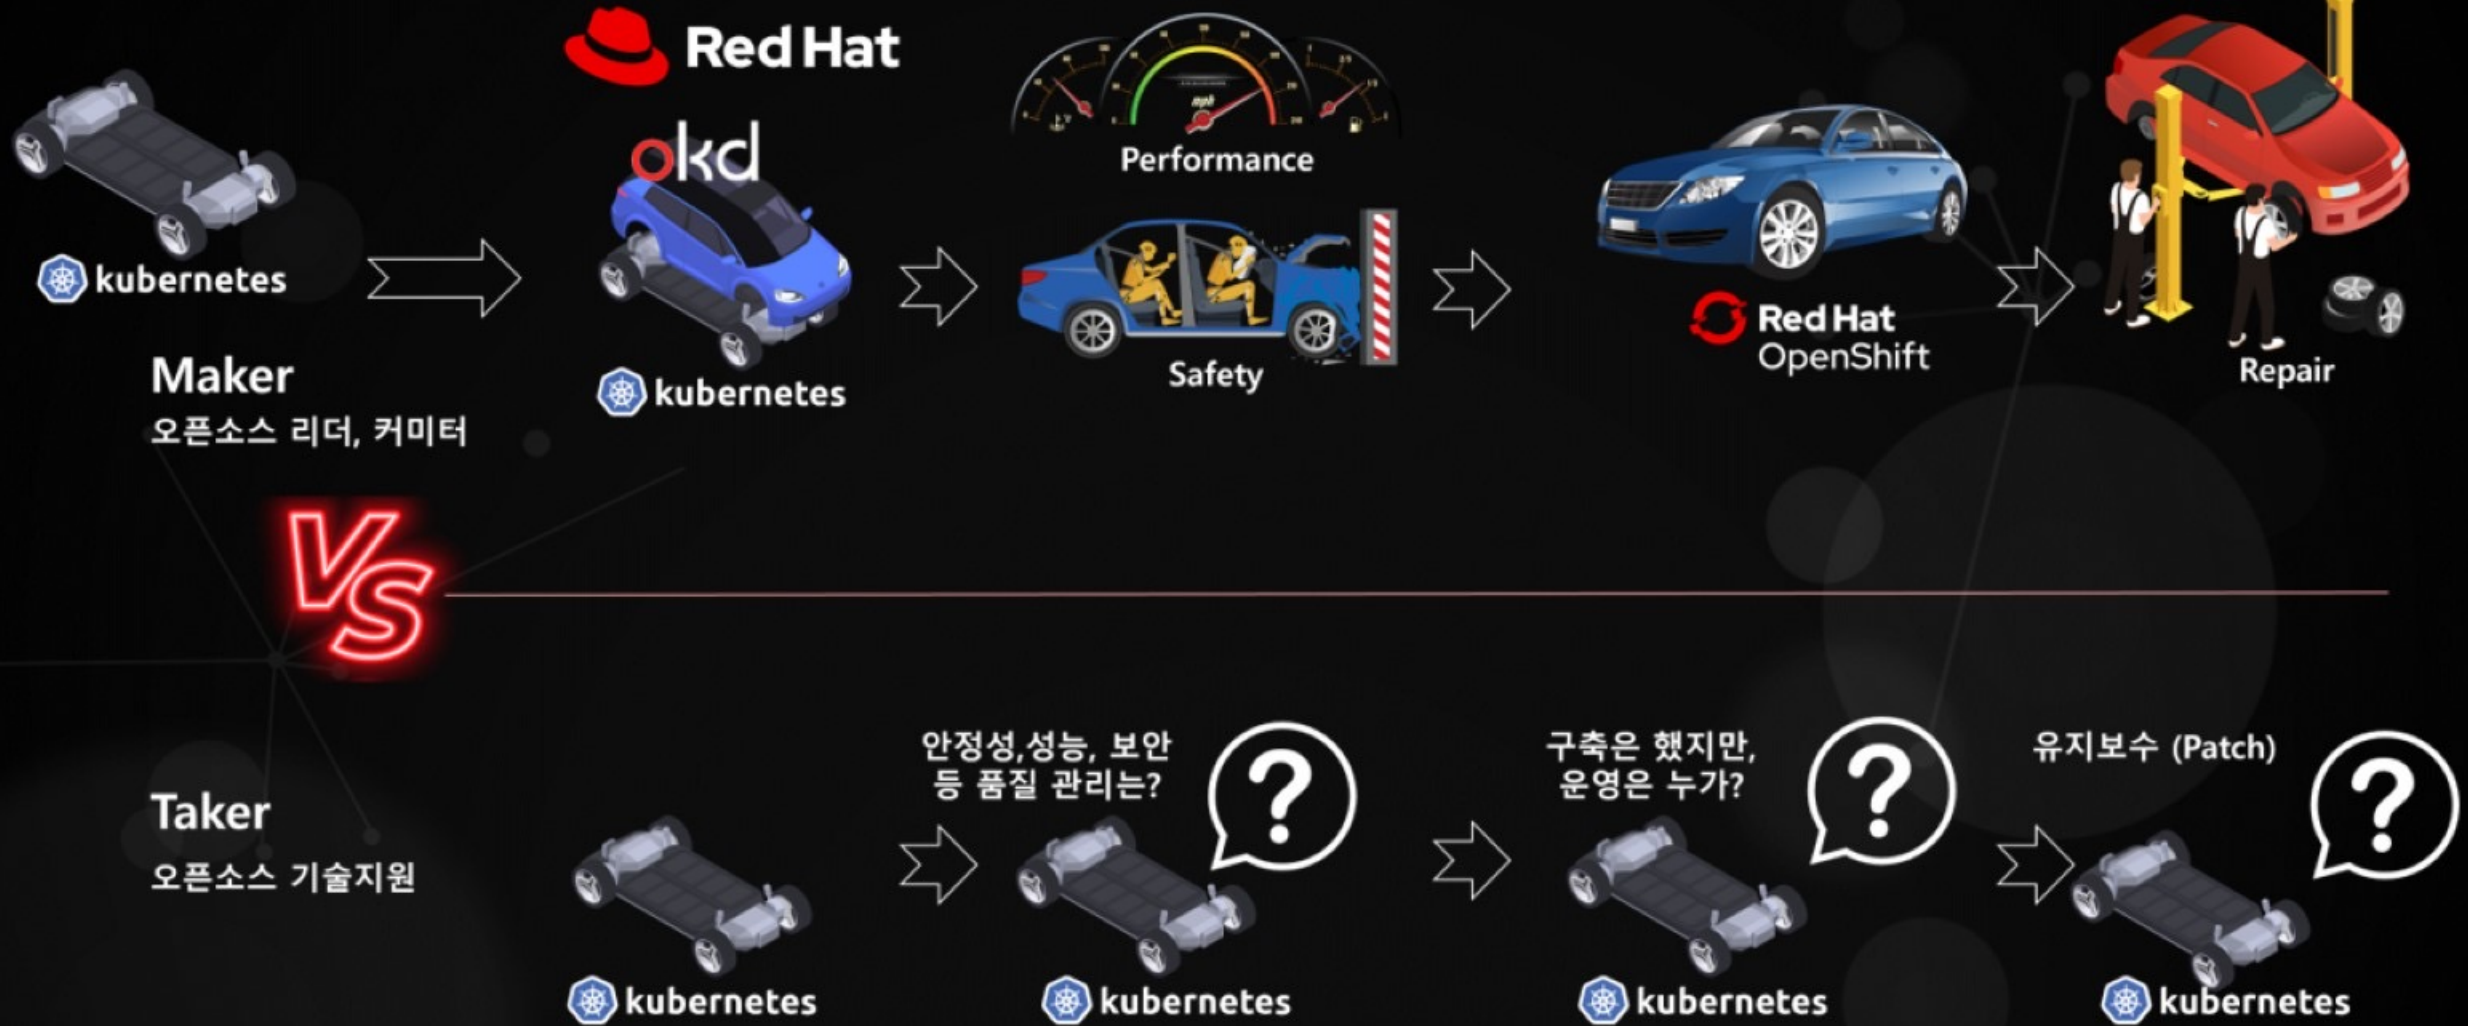 Red Hat
okd
kubernetes
kubernetes
mph
Performance
Safety
Red Hat
OpenShift
Repair
Maker
오픈소스 리더, 커미터
VS
Taker
오픈소스 기술지원
안정성,성능, 보안
등 품질 관리는?
?
구축은 했지만,
운영은 누가?
?
유지보수 (Patch)
?
kubernetes
kubernetes
kubernetes
kubernetes